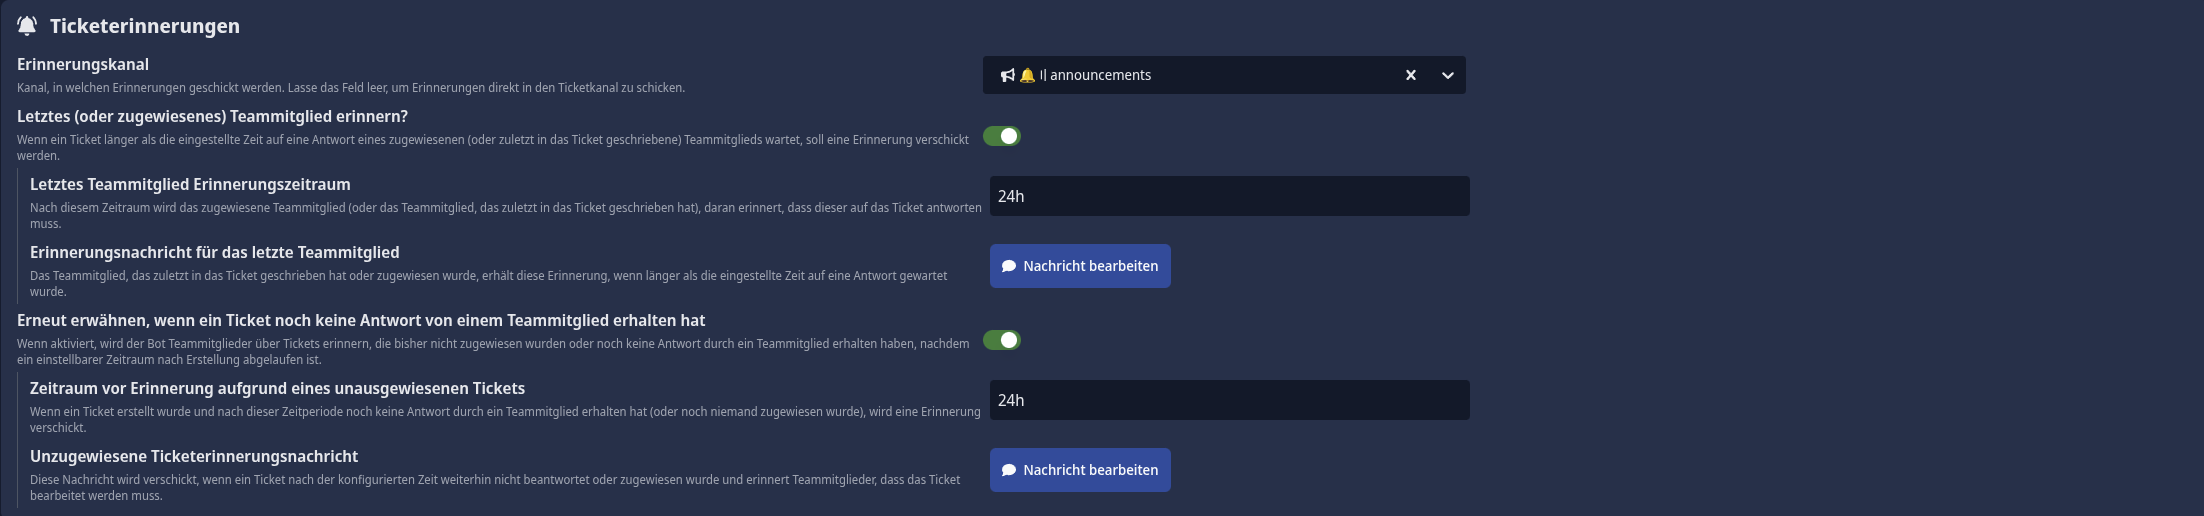 Ticketerinnerungen
Erinnerungskanal
Kanal, in welchen Erinnerungen geschickt werden. Lasse das Feld leer, um Erinnerungen direkt in den Ticketkanal zu schicken.
🔔 〢 announcements
Letztes (oder zugewiesenes) Teammitglied erinnern?
Wenn ein Ticket länger als die eingestellte Zeit auf eine Antwort eines zugewiesenen (oder zuletzt in das Ticket geschriebene) Teammitglieds wartet, soll eine Erinnerung verschickt
werden.
Letztes Teammitglied Erinnerungszeitraum
Nach diesem Zeitraum wird das zugewiesene Teammitglied (oder das Teammitglied, das zuletzt in das Ticket geschrieben hat), daran erinnert, dass dieser auf das Ticket antworten
muss.
24h
Erinnerungsnachricht für das letzte Teammitglied
Das Teammitglied, das zuletzt in das Ticket geschrieben hat oder zugewiesen wurde, erhält diese Erinnerung, wenn länger als die eingestellte Zeit auf eine Antwort gewartet
wurde.
Nachricht bearbeiten
Erneut erwähnen, wenn ein Ticket noch keine Antwort von einem Teammitglied erhalten hat
Wenn aktiviert, wird der Bot Teammitglieder über Tickets erinnern, die bisher nicht zugewiesen wurden oder noch keine Antwort durch ein Teammitglied erhalten haben, nachdem
ein einstellbarer Zeitraum nach Erstellung abgelaufen ist.
Zeitraum vor Erinnerung aufgrund eines unausgewiesenen Tickets
Wenn ein Ticket erstellt wurde und nach dieser Zeitperiode noch keine Antwort durch ein Teammitglied erhalten hat (oder noch niemand zugewiesen wurde), wird eine Erinnerung
verschickt.
24h
Unzugewiesene Ticketerinnerungsnachricht
Diese Nachricht wird verschickt, wenn ein Ticket nach der konfigurierten Zeit weiterhin nicht beantwortet oder zugewiesen wurde und erinnert Teammitglieder, dass das Ticket
bearbeitet werden muss.
Nachricht bearbeiten